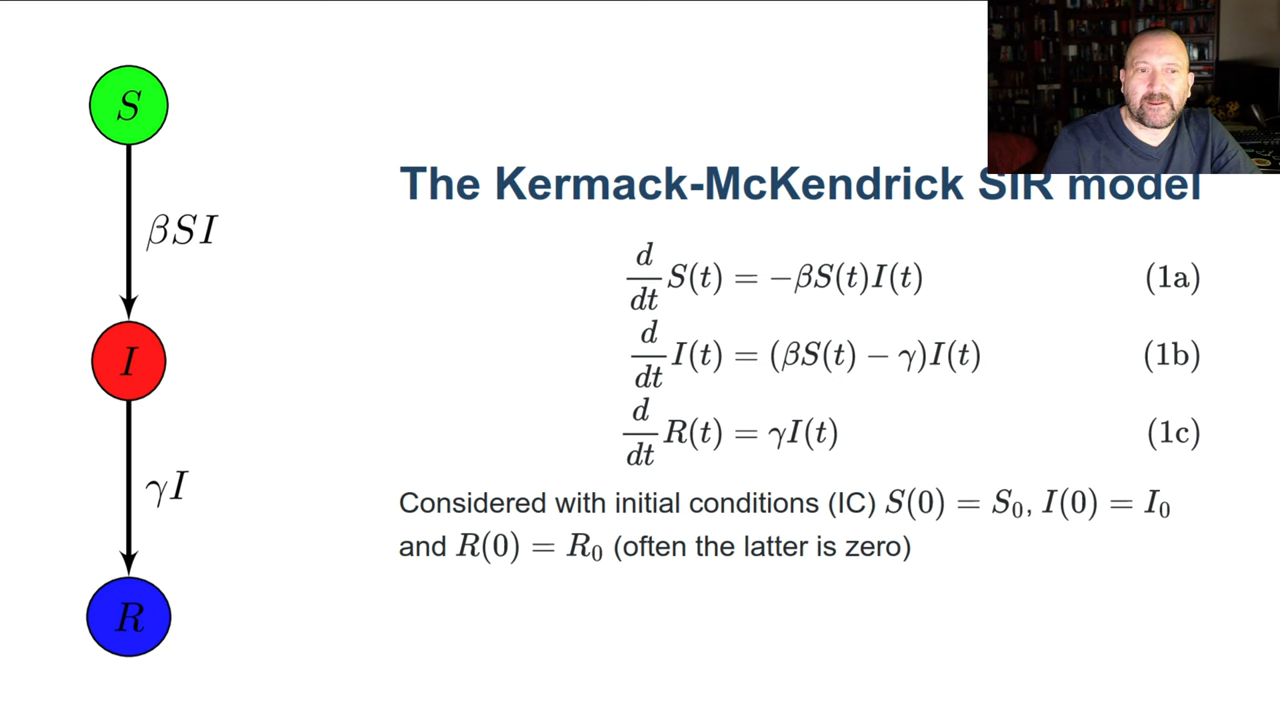 S
βSI
I
γI
R
The Kermack-McKendrick SIR model
d/dt S(t) = −βS(t)I(t) (1a)
d/dt I(t) = (βS(t) − γ)I(t) (1b)
d/dt R(t) = γI(t) (1c)
Considered with initial conditions (IC) S(0) = S₀, I(0) = I₀
and R(0) = R₀ (often the latter is zero)